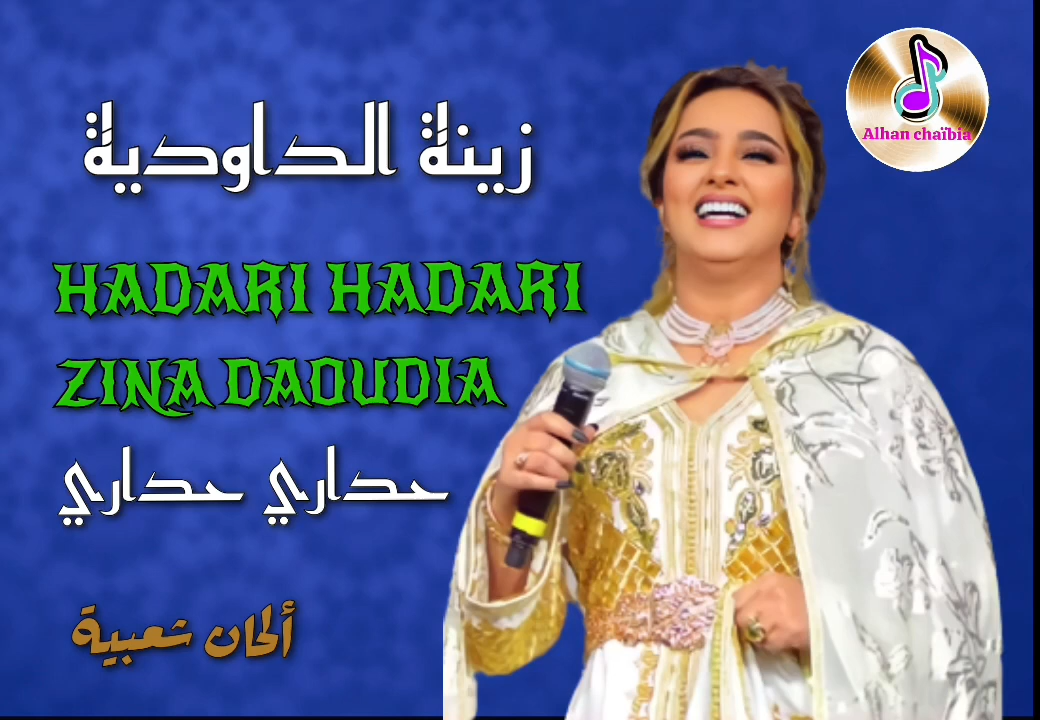 Alhan chaïbia
زينة الداودية
HADARI HADARI
ZINA DAOUDIA
حداري حداري
ألحان شعبية